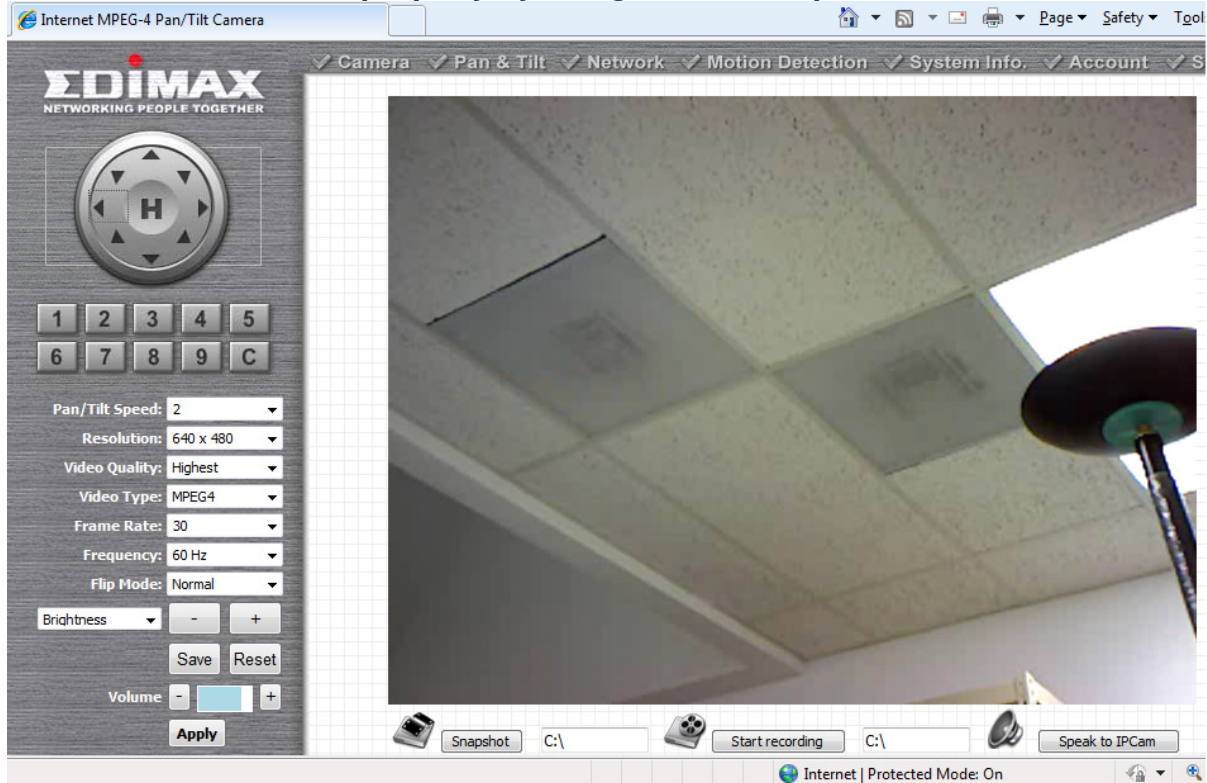 Internet MPEG-4 Pan/Tilt Camera
Page Safety Tools
Camera Pan & Tilt Network Motion Detection System Info. Account S
EDIMAX
NETWORKING PEOPLE TOGETHER
H
1 2 3 4 5
6 7 8 9 C
Pan/Tilt Speed: 2
Resolution: 640 x 480
Video Quality: Highest
Video Type: MPEG4
Frame Rate: 30
Frequency: 60 Hz
Flip Mode: Normal
Brightness - +
Save Reset
Volume - +
Apply
Snapshot C:\ Start recording C:\ Speak to IPCam
Internet | Protected Mode: On